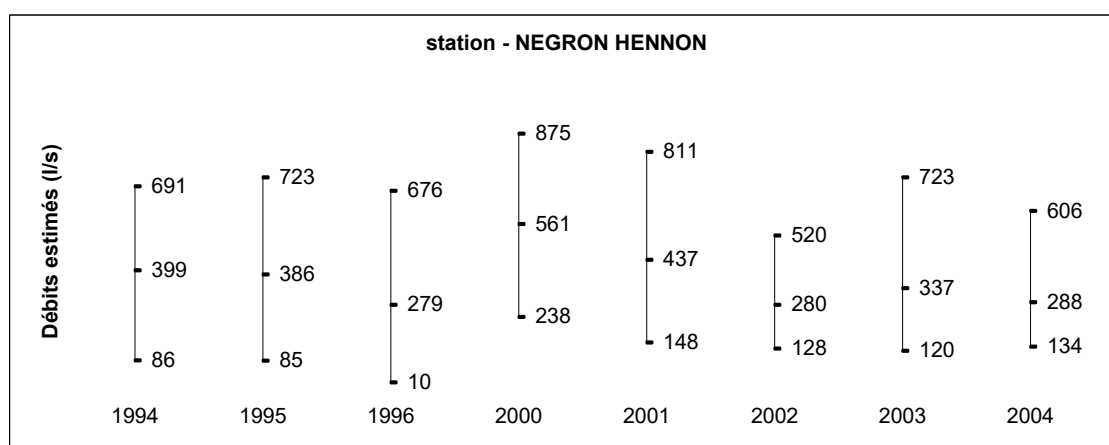 station - NEGRON HENNON
Débits estimés (l/s)
691 723 676 875 811 520 723 606
399 386 279 561 437 280 337 288
86 85 10 238 148 128 120 134
1994 1995 1996 2000 2001 2002 2003 2004